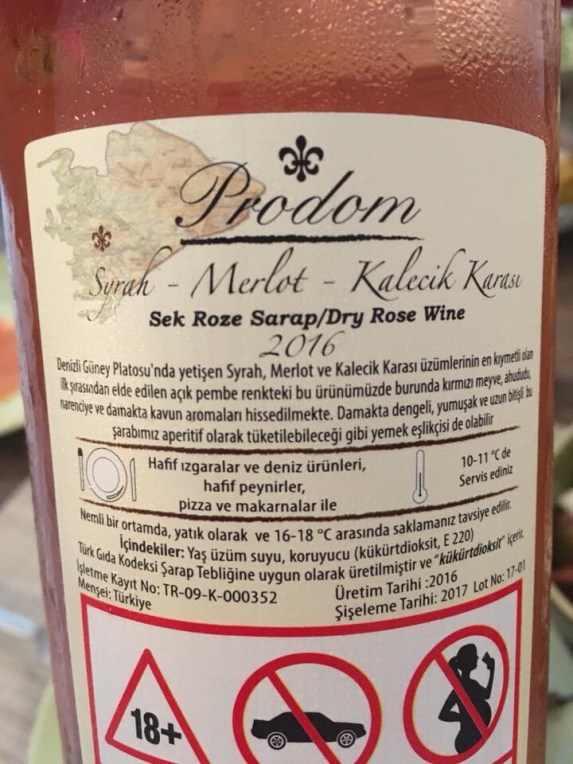 Prodom
Syrah - Merlot - Kalecik Karası
Sek Roze Sarap/Dry Rose Wine
2016
Denizli Güney Platosu'nda yetişen Syrah, Merlot ve Kalecik Karası üzümlerinin en kıymetli olan
ilk şırasından elde edilen açık pembe renkteki bu ürünümüzde burunda kırmızı meyve, ahududu,
narenciye ve damakta kavun aromaları hissedilmekte. Damakta dengeli, yumuşak ve uzun bitişli bu
şarabımız aperitif olarak tüketilebileceği gibi yemek eşlikçisi de olabilir
Hafif ızgaralar ve deniz ürünleri,
hafif peynirler,
pizza ve makarnalar ile
10-11 °C de
Servis ediniz
Nemli bir ortamda, yatık olarak ve 16-18 °C arasında saklamanız tavsiye edilir.
İçindekiler: Yaş üzüm suyu, koruyucu (kükürtdioksit, E 220)
Türk Gıda Kodeksi Şarap Tebliğine uygun olarak üretilmiştir ve "kükürtdioksit" içerir.
İşletme Kayıt No: TR-09-K-000352
Üretim Tarihi :2016
Menşei: Türkiye
Şişeleme Tarihi: 2017 Lot No: 17-01
18+